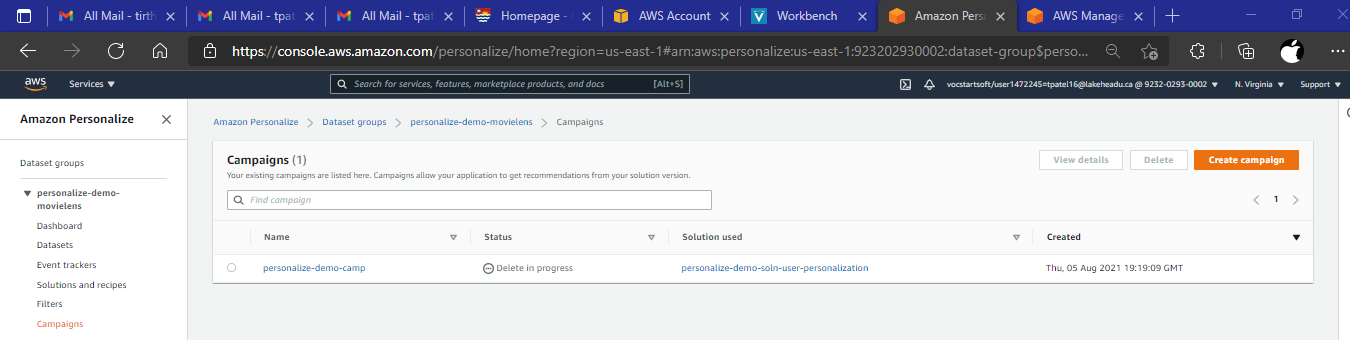 All Mail - tirth
All Mail - tpat
All Mail - tpat
Homepage -
AWS Account
Workbench
Amazon Pers
AWS Manage
https://console.aws.amazon.com/personalize/home?region=us-east-1#arn:aws:personalize:us-east-1:923202930002:dataset-group$perso...
aws
Services
Search for services, features, marketplace products, and docs [Alt+S]
vocstartsoft/user1472245=tpatel16@lakeheadu.ca @ 9232-0293-0002
N. Virginia
Support
Amazon Personalize
Dataset groups
personalize-demo-
movielens
Dashboard
Datasets
Event trackers
Solutions and recipes
Filters
Campaigns
Amazon Personalize > Dataset groups > personalize-demo-movielens > Campaigns
Campaigns (1)
View details
Delete
Create campaign
Your existing campaigns are listed here. Campaigns allow your application to get recommendations from your solution version.
Find campaign
1
Name Status Solution used Created
personalize-demo-camp Delete in progress personalize-demo-soln-user-personalization Thu, 05 Aug 2021 19:19:09 GMT